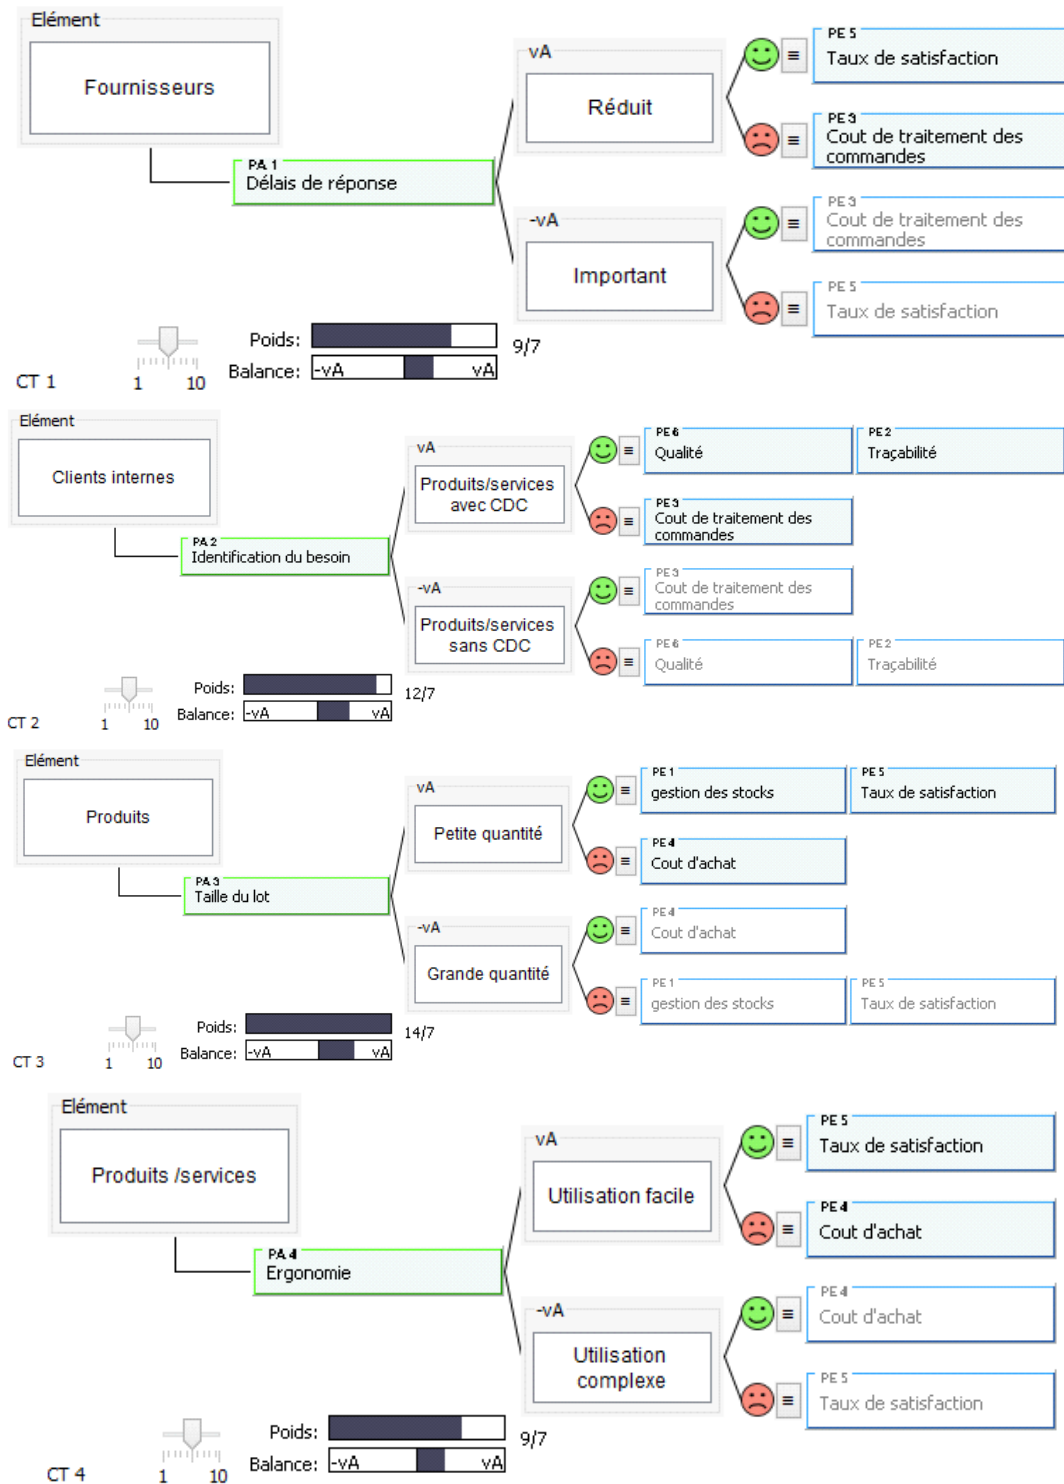 Elément
Fournisseurs
PA 1
Délais de réponse
vA
Réduit
PE 5
Taux de satisfaction
PE 3
Cout de traitement des
commandes
-vA
Important
PE 3
Cout de traitement des
commandes
PE 5
Taux de satisfaction
CT 1
1 10
Poids:
9/7
Balance: -vA vA
Elément
Clients internes
PA 2
Identification du besoin
vA
Produits/services
avec CDC
PE 6
Qualité
PE 2
Traçabilité
PE 3
Cout de traitement des
commandes
-vA
Produits/services
sans CDC
PE 3
Cout de traitement des
commandes
PE 6
Qualité
PE 2
Traçabilité
CT 2
1 10
Poids:
12/7
Balance: -vA vA
Elément
Produits
PA 3
Taille du lot
vA
Petite quantité
PE 1
gestion des stocks
PE 5
Taux de satisfaction
PE 4
Cout d'achat
-vA
Grande quantité
PE 4
Cout d'achat
PE 1
gestion des stocks
PE 5
Taux de satisfaction
CT 3
1 10
Poids:
14/7
Balance: -vA vA
Elément
Produits /services
PA 4
Ergonomie
vA
Utilisation facile
PE 5
Taux de satisfaction
PE 4
Cout d'achat
-vA
Utilisation
complexe
PE 4
Cout d'achat
PE 5
Taux de satisfaction
CT 4
1 10
Poids:
9/7
Balance: -vA vA